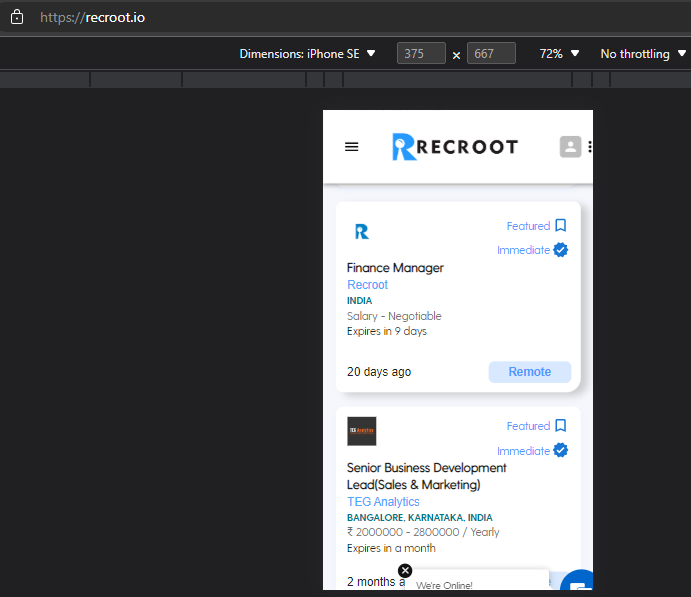 https://recroot.io
Dimensions: iPhone SE 375 × 667 72% No throttling
RECROOT
Featured
Immediate
Finance Manager
Recroot
INDIA
Salary - Negotiable
Expires in 9 days
20 days ago Remote
TEG Analytics
Featured
Immediate
Senior Business Development
Lead(Sales & Marketing)
TEG Analytics
BANGALORE, KARNATAKA, INDIA
₹ 2000000 - 2800000 / Yearly
Expires in a month
2 months a
We're Online!